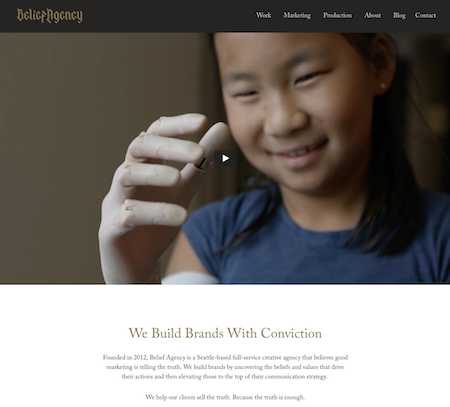 Belief Agency
Work Marketing Production About Blog Contact
We Build Brands With Conviction
Founded in 2012, Belief Agency is a Seattle-based full-service creative agency that believes good
marketing is telling the truth. We build brands by uncovering the beliefs and values that drive
their actions and then elevating those to the top of their communication strategy.
We help our clients sell the truth. Because the truth is enough.